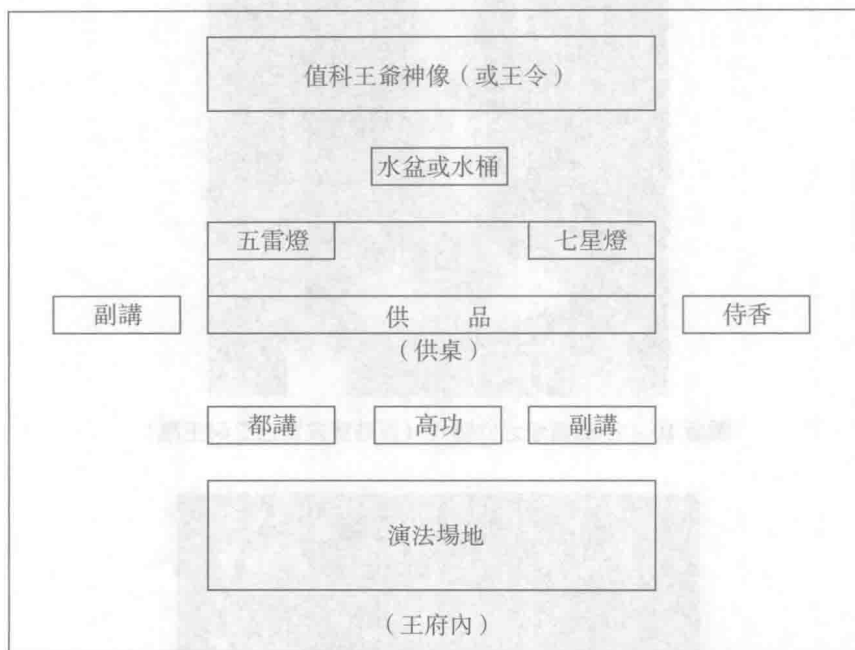 值科王爺神像（或王令）
水盆或水桶
五雷燈 七星燈
副講 供 品 侍香
（供桌）
都講 高功 副講
演法場地
（王府內）